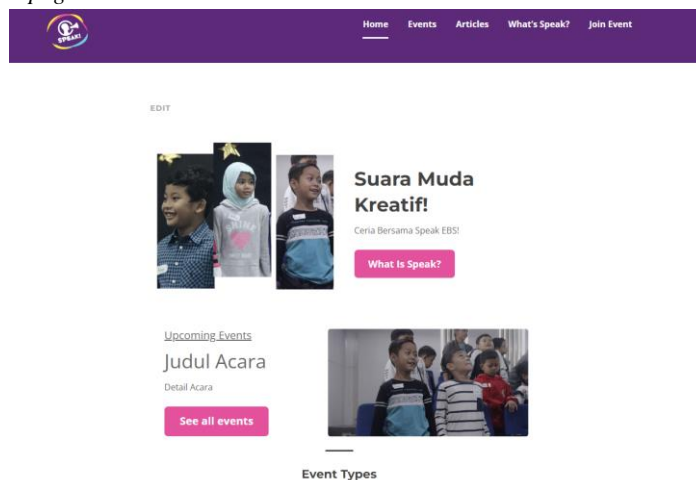 SPEAK!
Home Events Articles What's Speak? Join Event
EDIT
Suara Muda
Kreatif!
Ceria Bersama Speak EBS!
What Is Speak?
Upcoming Events
Judul Acara
Detail Acara
See all events
Event Types